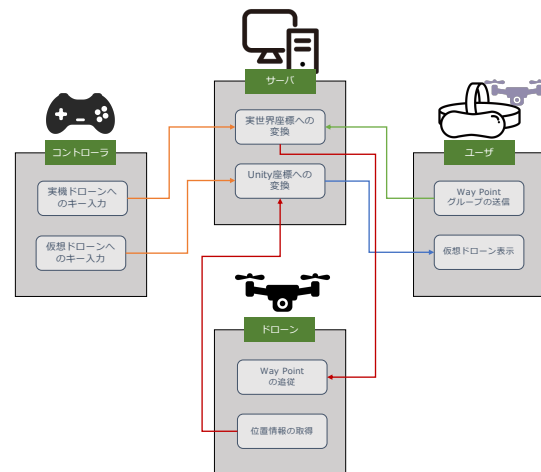 サーバ
実世界座標への
変換
Unity座標への
変換
コントローラ
実機ドローンへ
のキー入力
仮想ドローンへ
のキー入力
ユーザ
Way Point
グループの送信
仮想ドローン表示
ドローン
Way Point
の追従
位置情報の取得